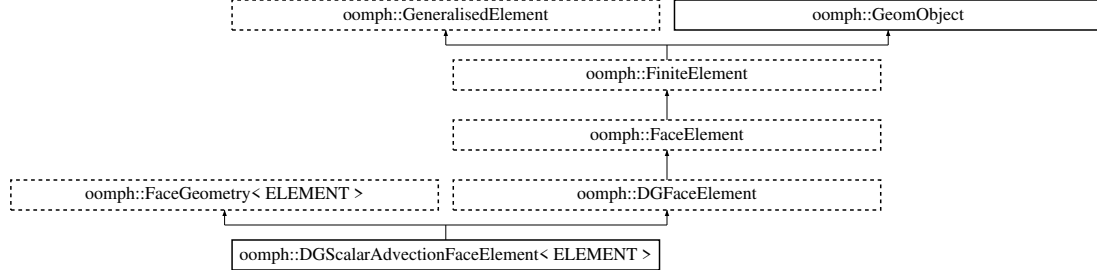 oomph::GeneralisedElement
oomph::GeomObject
oomph::FiniteElement
oomph::FaceElement
oomph::FaceGeometry< ELEMENT >
oomph::DGFaceElement
oomph::DGScalarAdvectionFaceElement< ELEMENT >